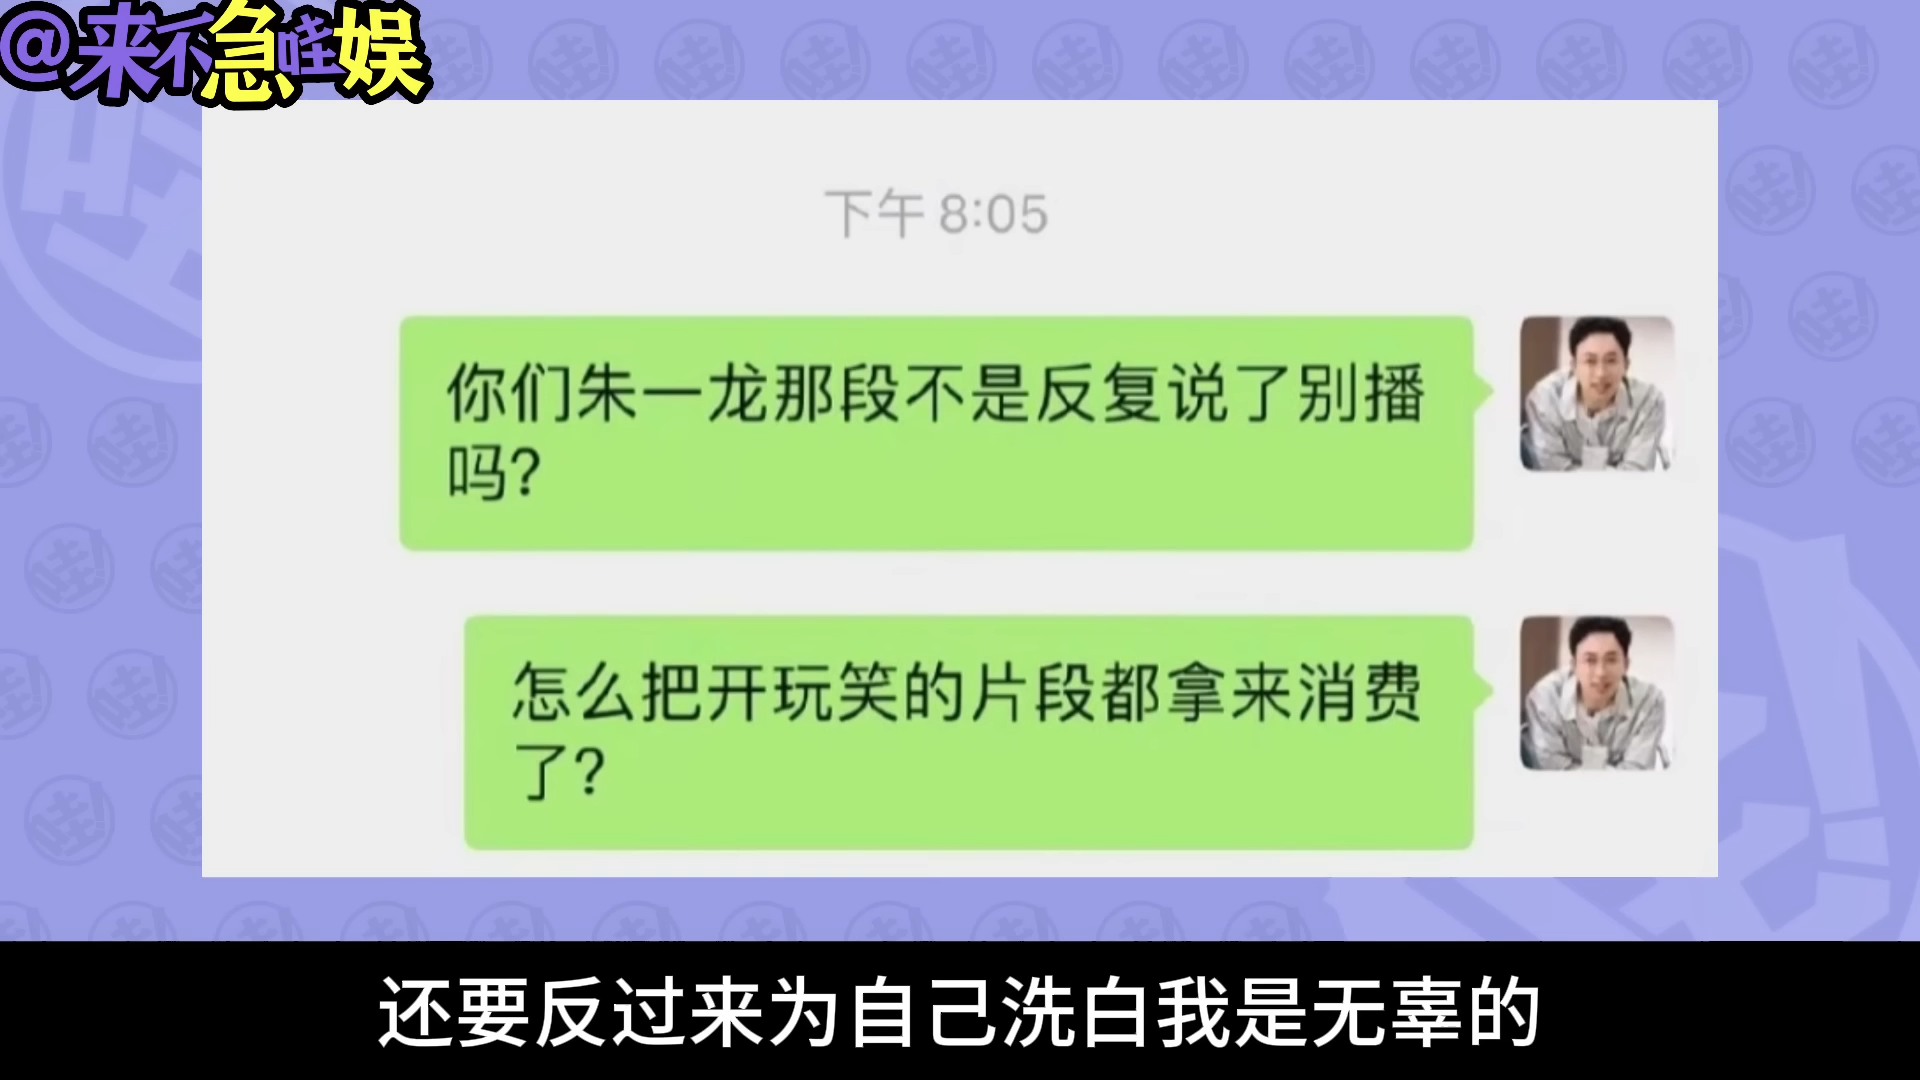 @来不急哇娱
下午 8:05
你们朱一龙那段不是反复说了别播
吗?
怎么把开玩笑的片段都拿来消费
了?
还要反过来为自己洗白我是无辜的